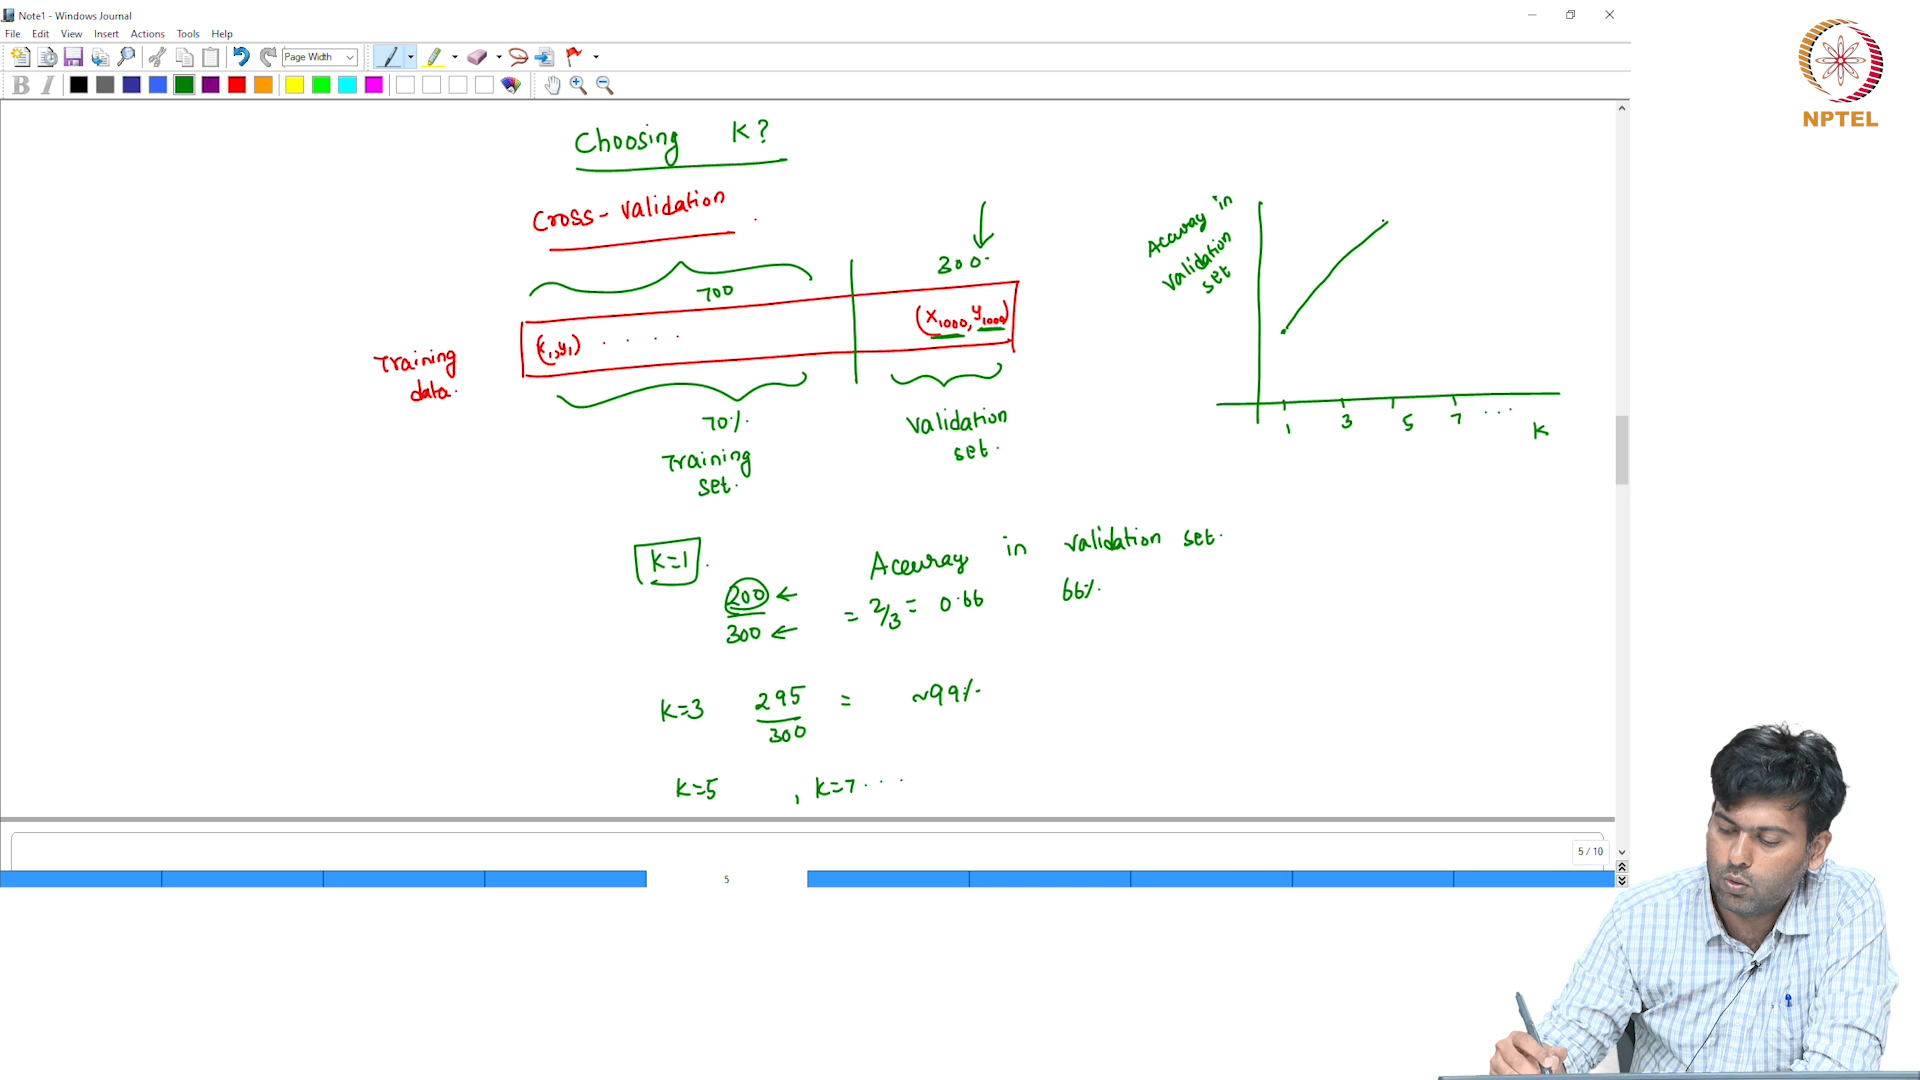 Note1 - Windows Journal
File Edit View Insert Actions Tools Help
Page Width
B I
NPTEL
Choosing K?
Cross-validation
Accuray in
validation
set
300.
700
(x1,y1) . . . . (x1000, y1000)
Training
data.
1 3 5 7 ... K
70%.
Training
set.
Validation
set.
K=1.
Accuray in validation set.
200
300
= 2/3 = 0.66 66%.
K=3 295 = ~99%
300
K=5 , K=7....
5 / 10
5